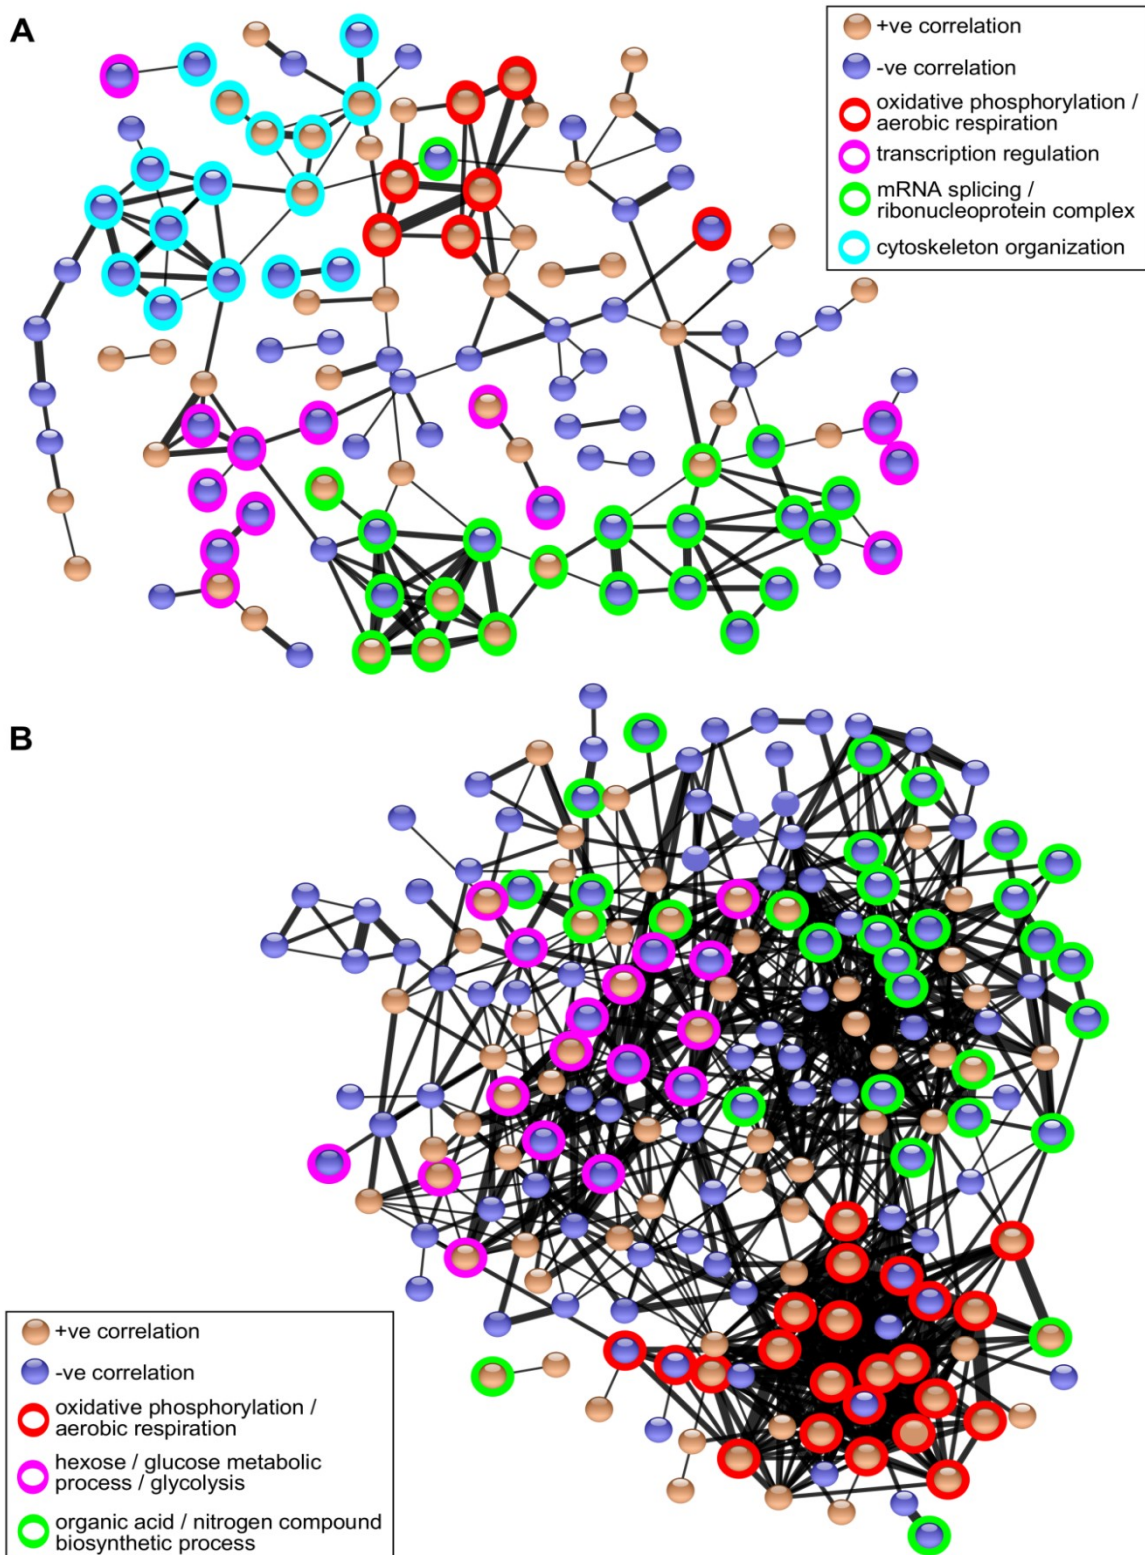 A
+ve correlation
-ve correlation
oxidative phosphorylation /
aerobic respiration
transcription regulation
mRNA splicing /
ribonucleoprotein complex
cytoskeleton organization
B
+ve correlation
-ve correlation
oxidative phosphorylation /
aerobic respiration
hexose / glucose metabolic
process / glycolysis
organic acid / nitrogen compound
biosynthetic process